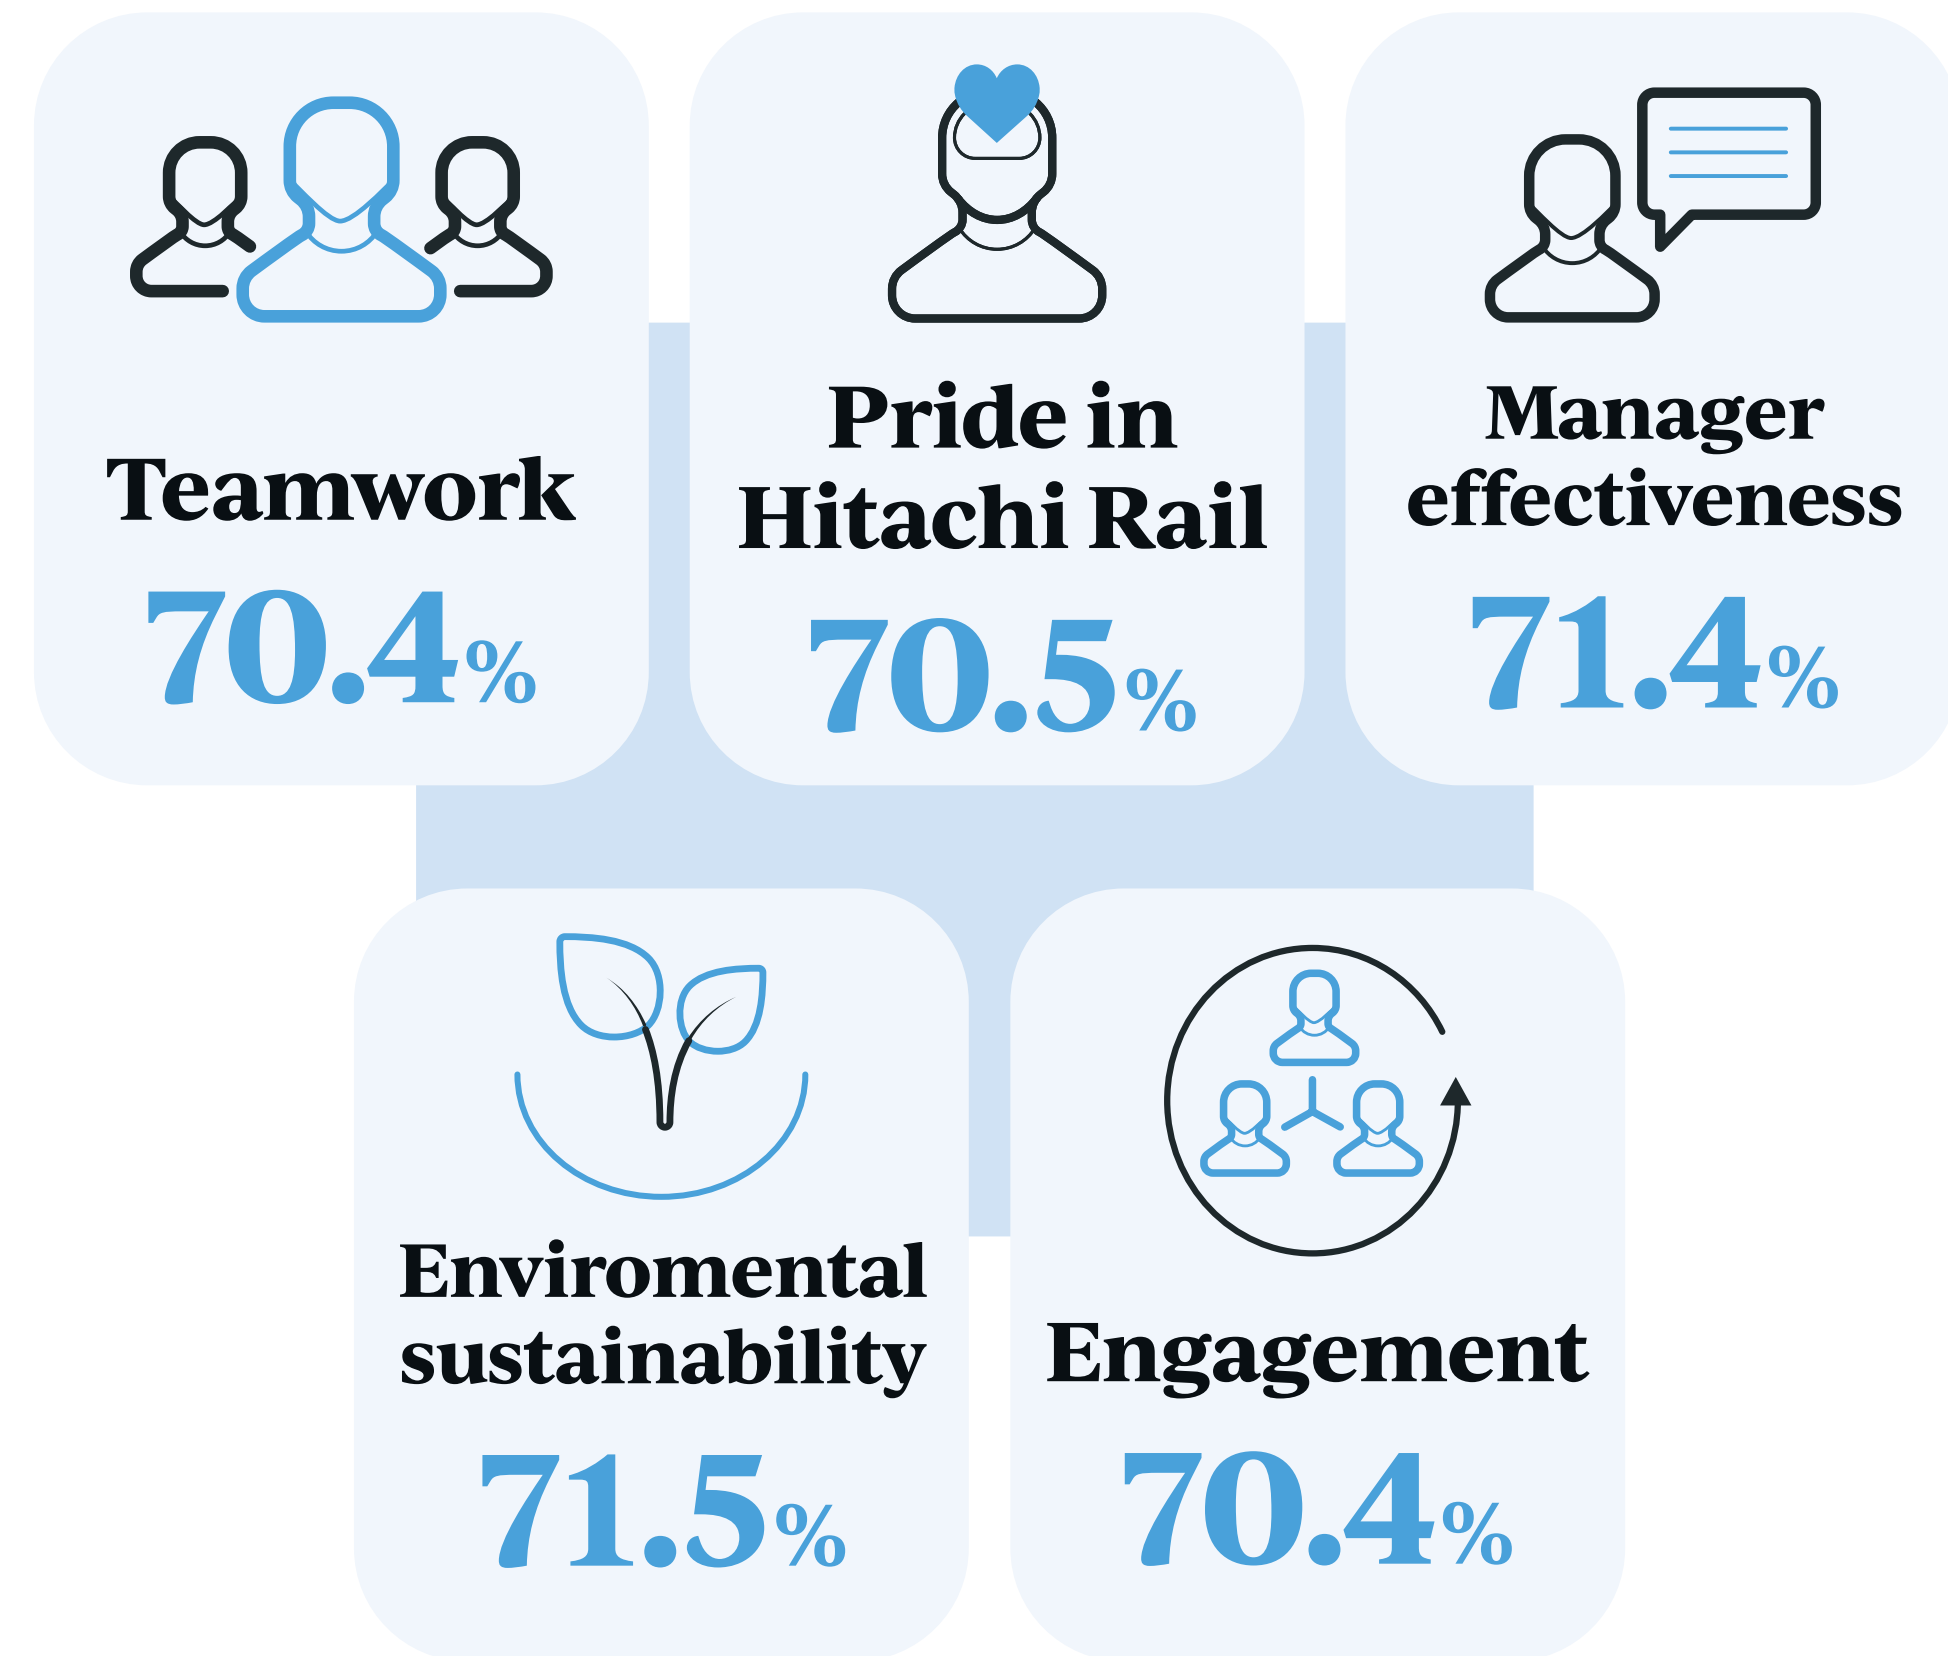 Teamwork
70.4%
Pride in
Hitachi Rail
70.5%
Manager
effectiveness
71.4%
Enviromental
sustainability
71.5%
Engagement
70.4%